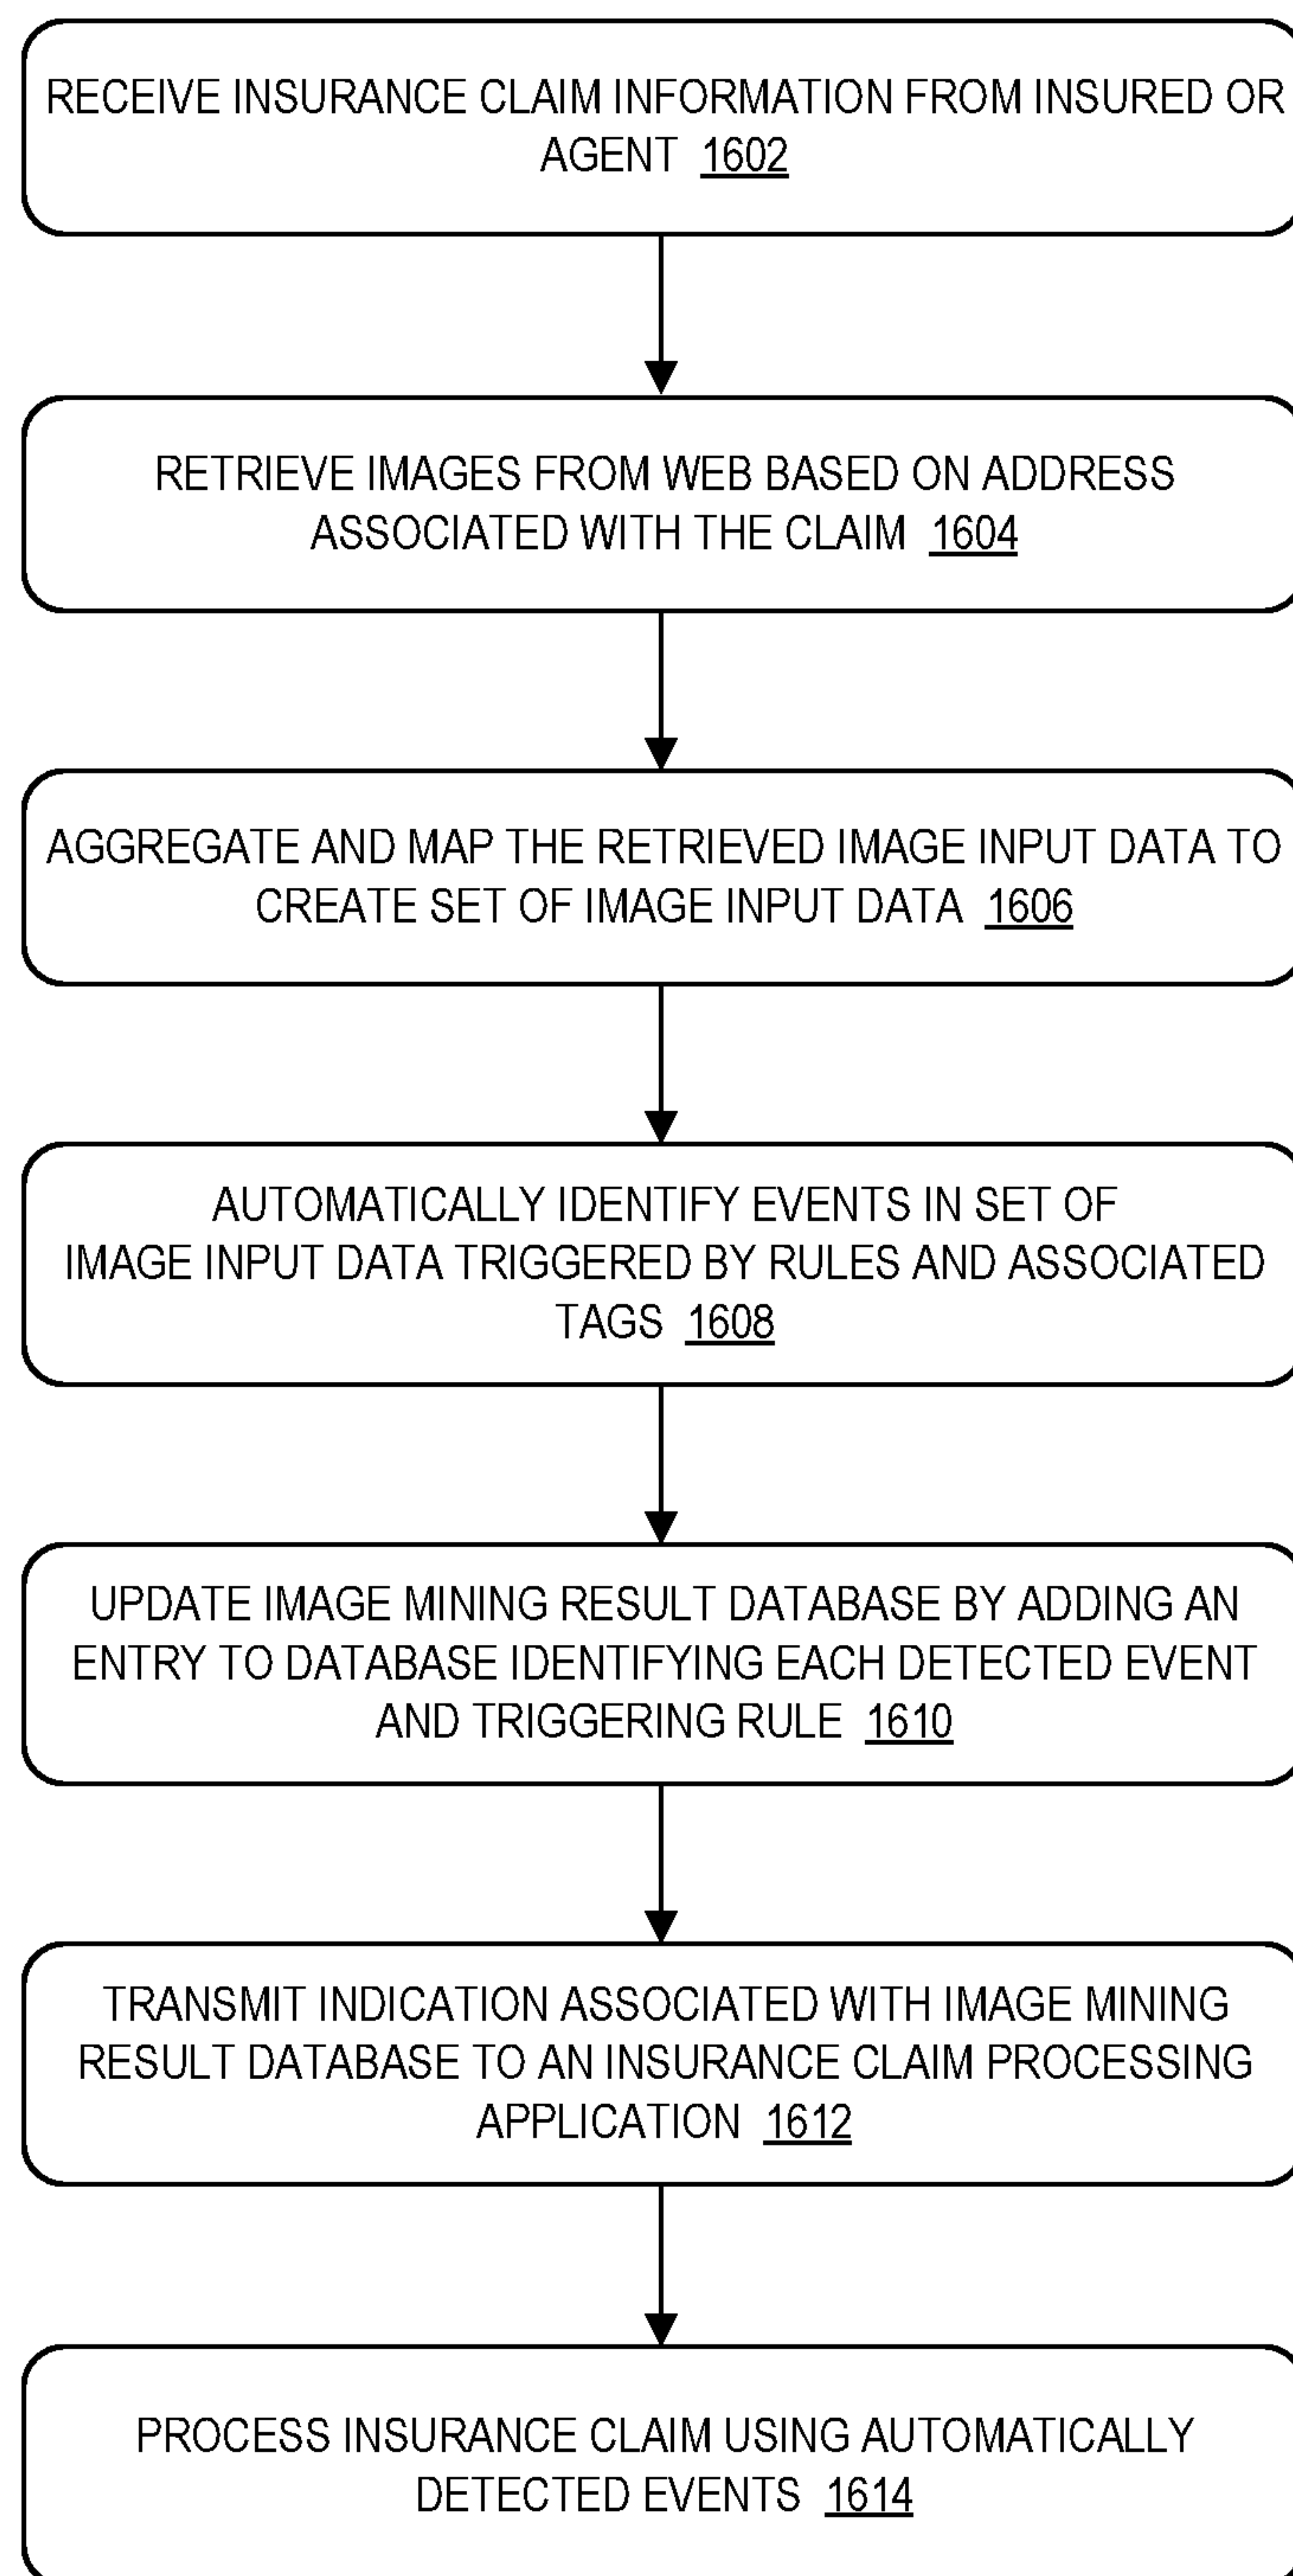 RECEIVE INSURANCE CLAIM INFORMATION FROM INSURED OR
AGENT 1602
RETRIEVE IMAGES FROM WEB BASED ON ADDRESS
ASSOCIATED WITH THE CLAIM 1604
AGGREGATE AND MAP THE RETRIEVED IMAGE INPUT DATA TO
CREATE SET OF IMAGE INPUT DATA 1606
AUTOMATICALLY IDENTIFY EVENTS IN SET OF
IMAGE INPUT DATA TRIGGERED BY RULES AND ASSOCIATED
TAGS 1608
UPDATE IMAGE MINING RESULT DATABASE BY ADDING AN
ENTRY TO DATABASE IDENTIFYING EACH DETECTED EVENT
AND TRIGGERING RULE 1610
TRANSMIT INDICATION ASSOCIATED WITH IMAGE MINING
RESULT DATABASE TO AN INSURANCE CLAIM PROCESSING
APPLICATION 1612
PROCESS INSURANCE CLAIM USING AUTOMATICALLY
DETECTED EVENTS 1614